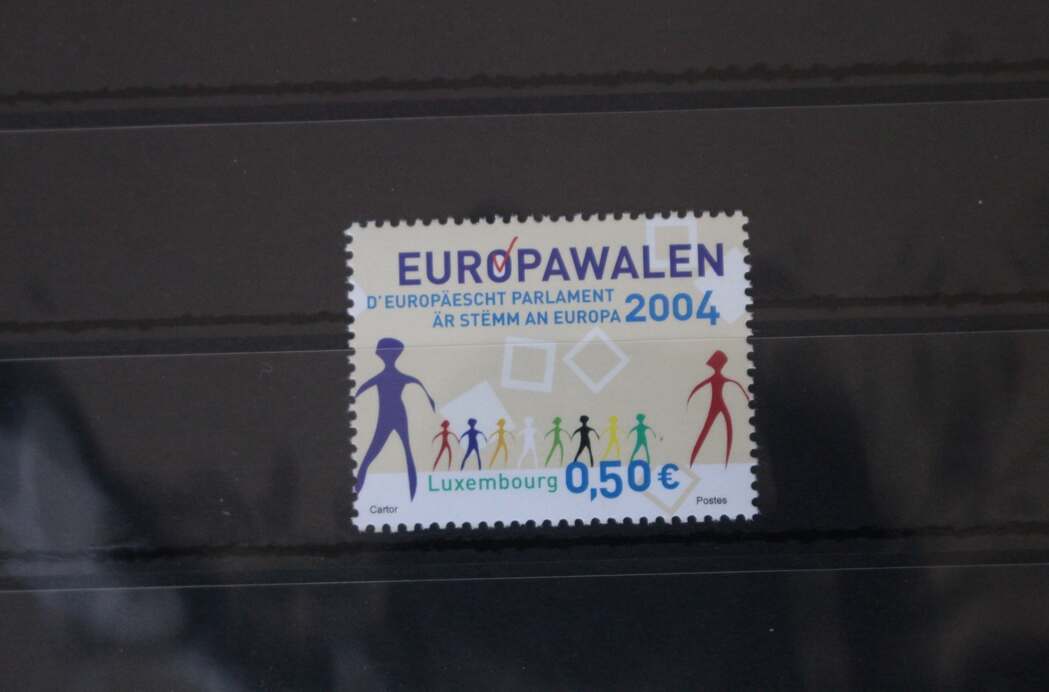 EUROPAWALEN
D'EUROPÄESCHT PARLAMENT
ÄR STËMM AN EUROPA 2004
Luxembourg 0,50 €
Cartor Postes